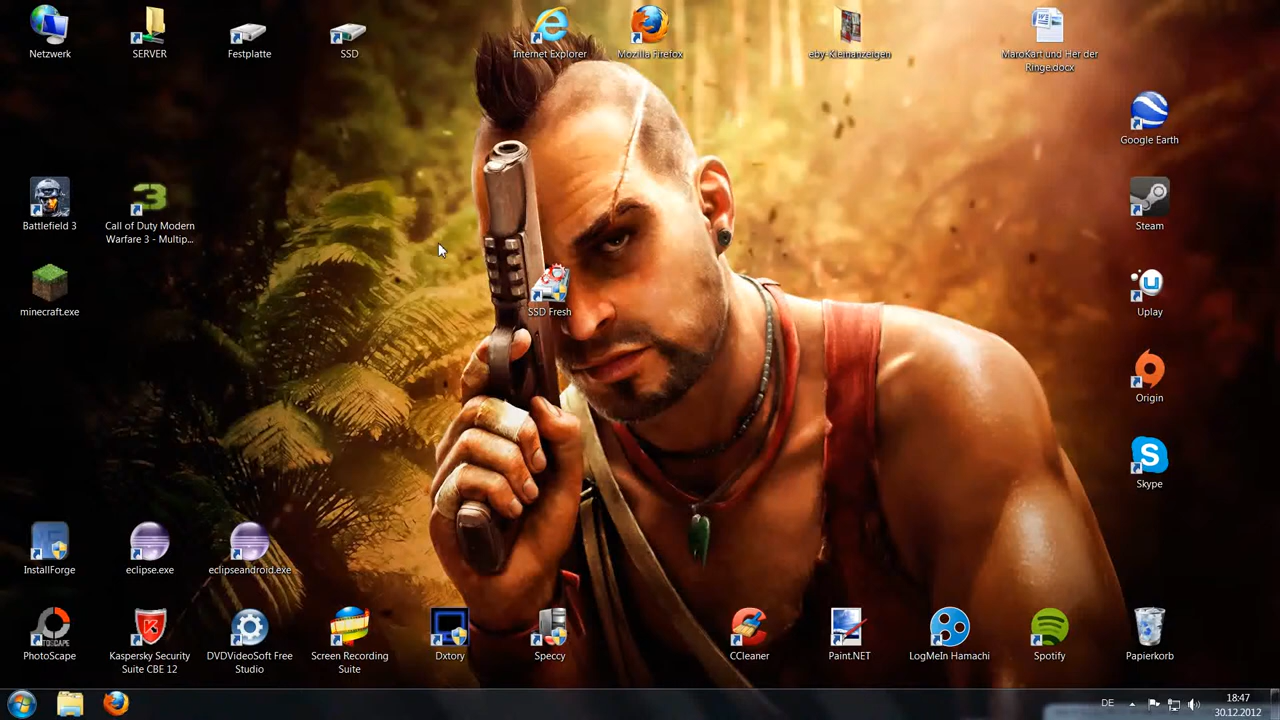 Netzwerk
SERVER
Festplatte
SSD
Internet Explorer
Mozilla Firefox
eby-Kleinanzeigen
MaroKart und Her der
Ringe.docx
Google Earth
Battlefield 3
Call of Duty Modern
Warfare 3 - Multip...
Steam
minecraft.exe
SSD Fresh
Uplay
Origin
Skype
InstallForge
eclipse.exe
eclipseandroid.exe
PhotoScape
Kaspersky Security
Suite CBE 12
DVDVideoSoft Free
Studio
Screen Recording
Suite
Dxtory
Speccy
CCleaner
Paint.NET
LogMeIn Hamachi
Spotify
Papierkorb
DE
18:47
30.12.2012